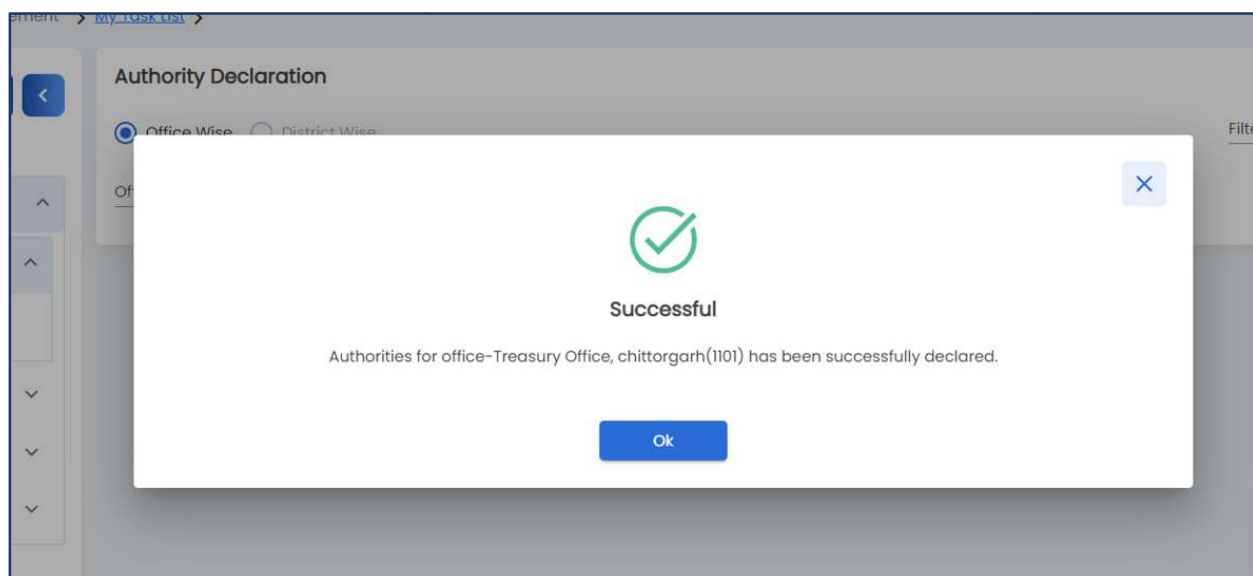 My Task List
Authority Declaration
Office Wise District Wise
Successful
Authorities for office-Treasury Office, chittorgarh(1101) has been successfully declared.
Ok